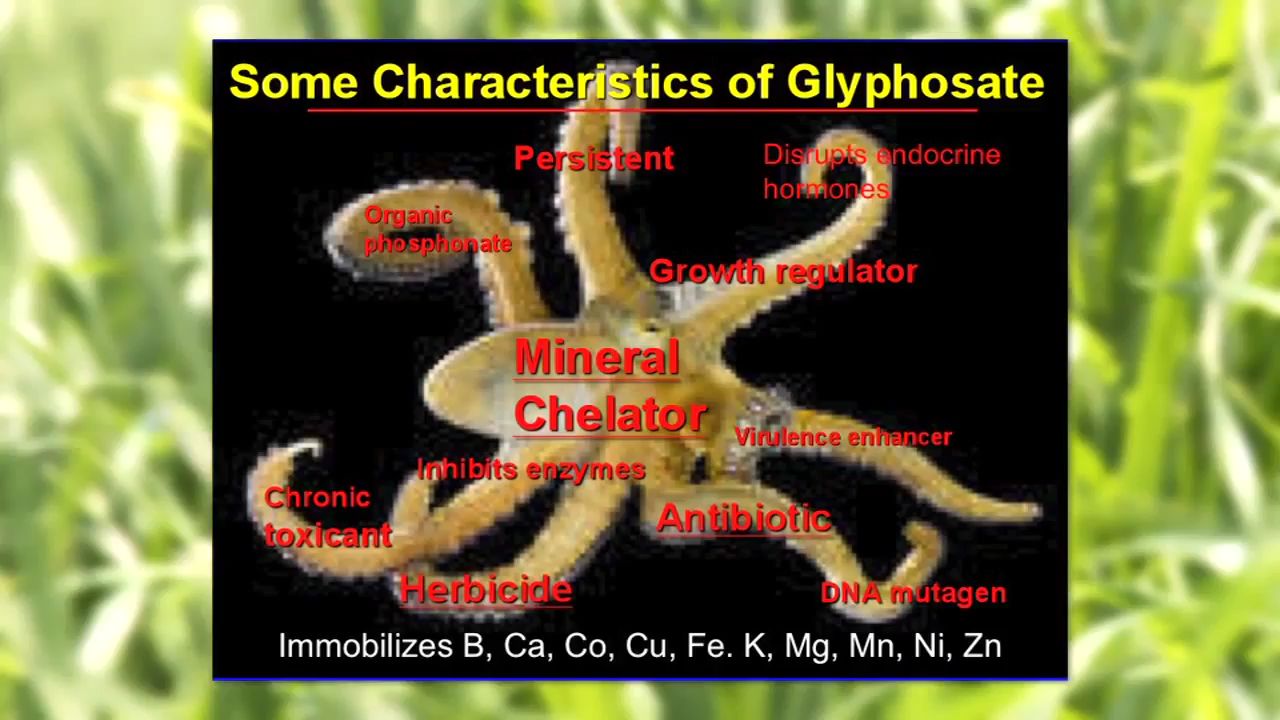 Some Characteristics of Glyphosate
Persistent
Disrupts endocrine
hormones
Organic
phosphonate
Growth regulator
Mineral
Chelator
Virulence enhancer
Inhibits enzymes
Chronic
toxicant
Antibiotic
Herbicide
DNA mutagen
Immobilizes B, Ca, Co, Cu, Fe. K, Mg, Mn, Ni, Zn